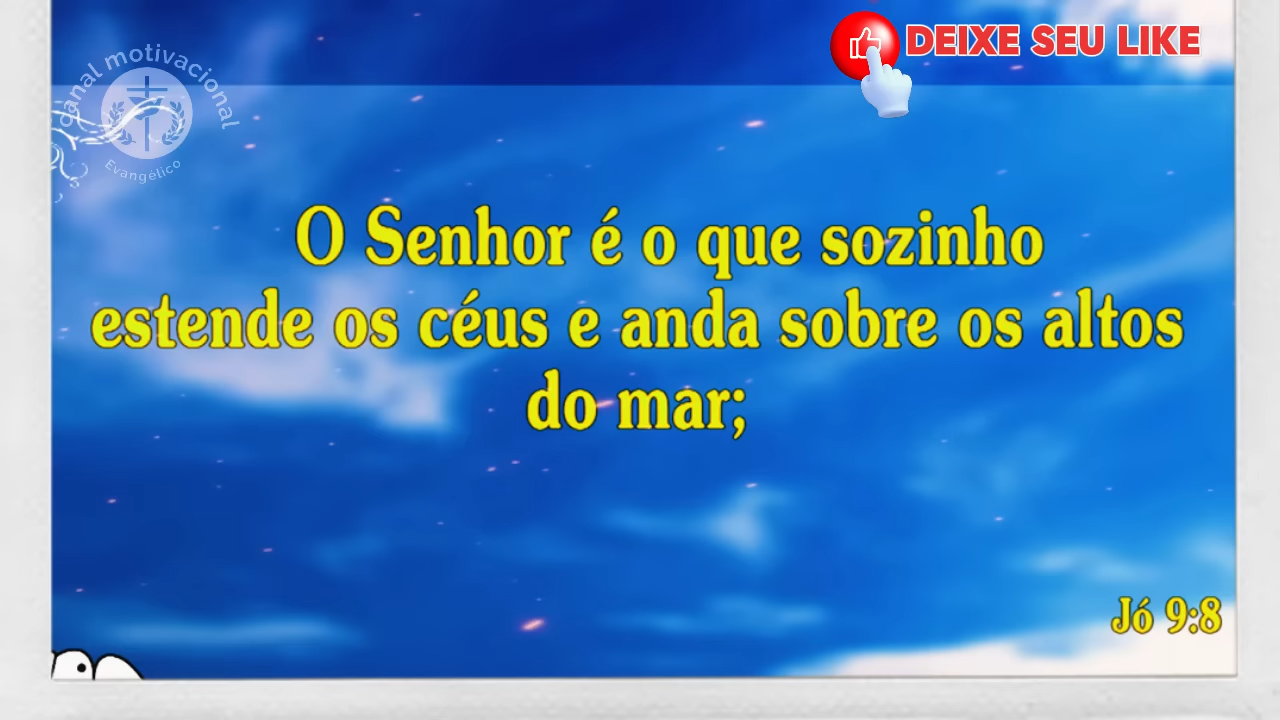 DEIXE SEU LIKE
canal motivacional
Evangélico
O Senhor é o que sozinho
estende os céus e anda sobre os altos
do mar;
Jó 9:8